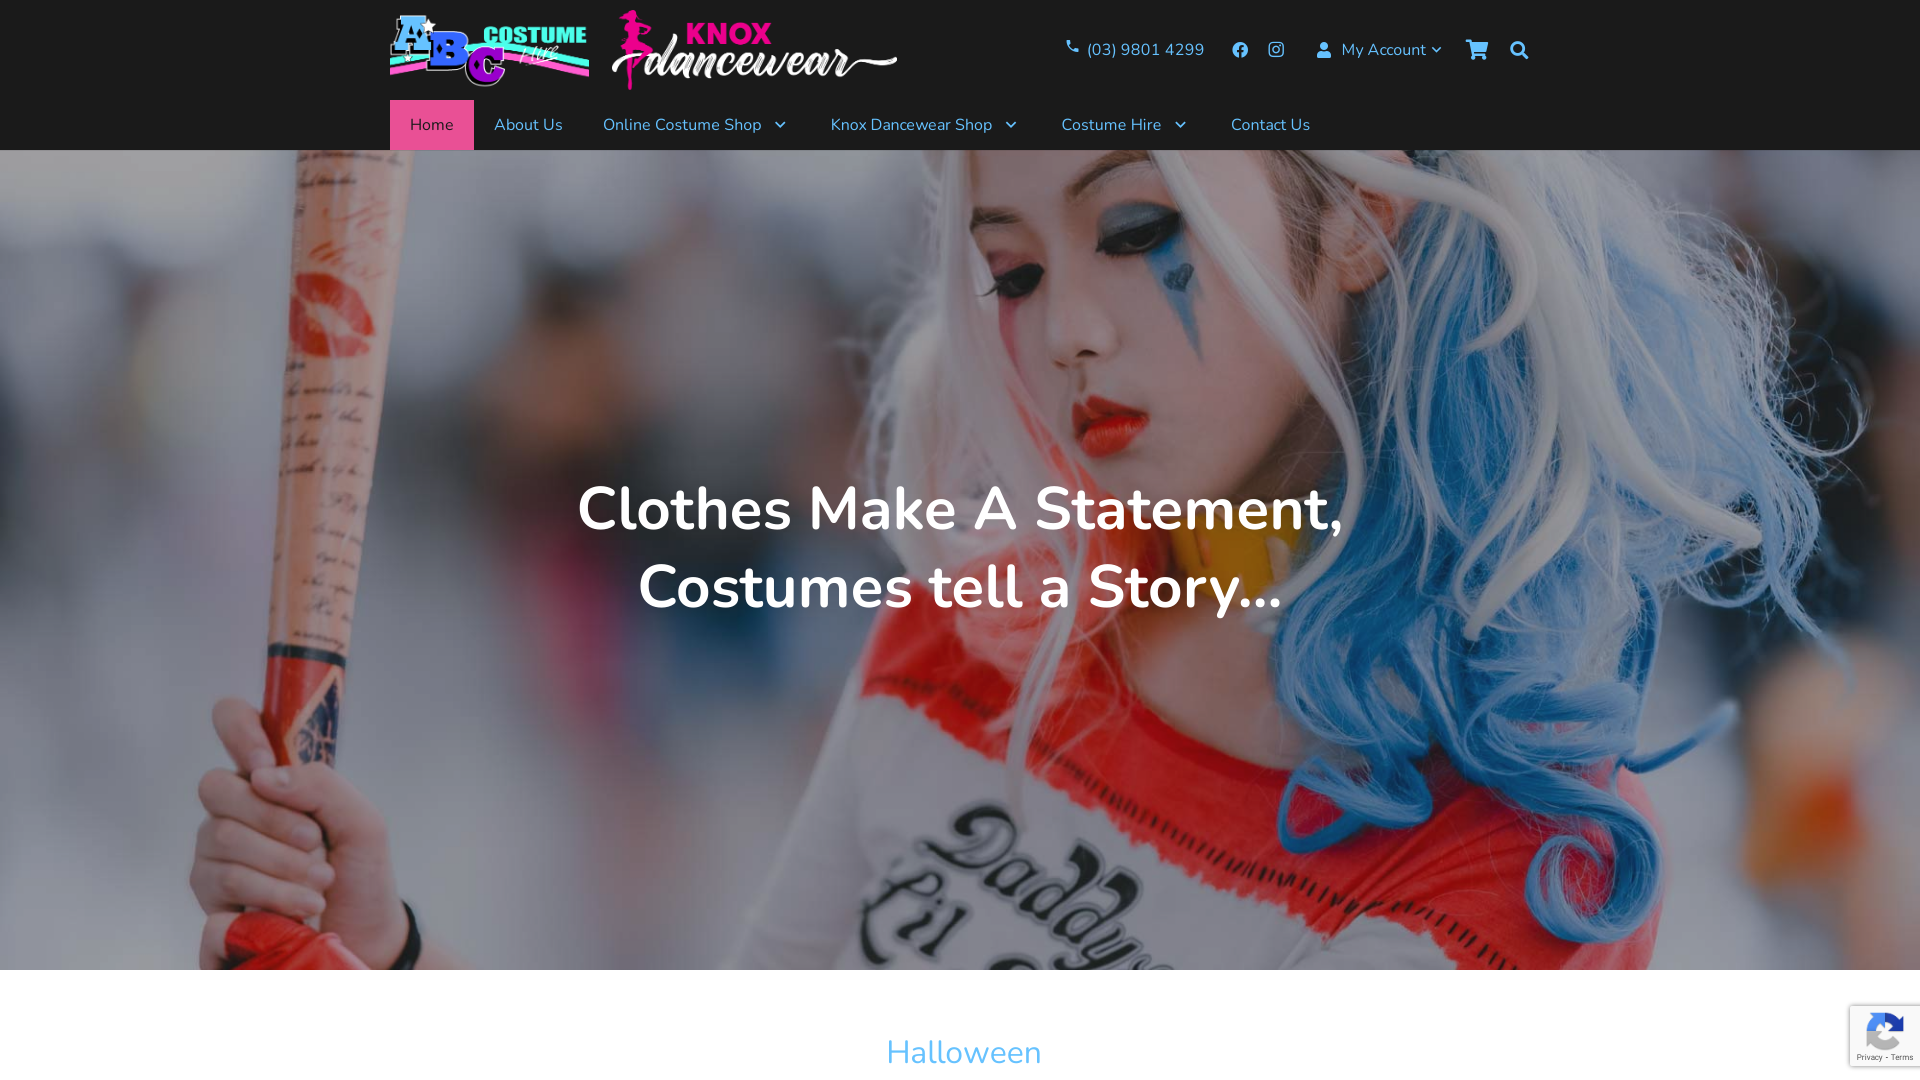 ABC COSTUME
Hire
KNOX
dancewear
(03) 9801 4299
My Account
Home
About Us
Online Costume Shop
Knox Dancewear Shop
Costume Hire
Contact Us
Clothes Make A Statement,
Costumes tell a Story...
Daddy's
Lil
Halloween
Privacy - Terms